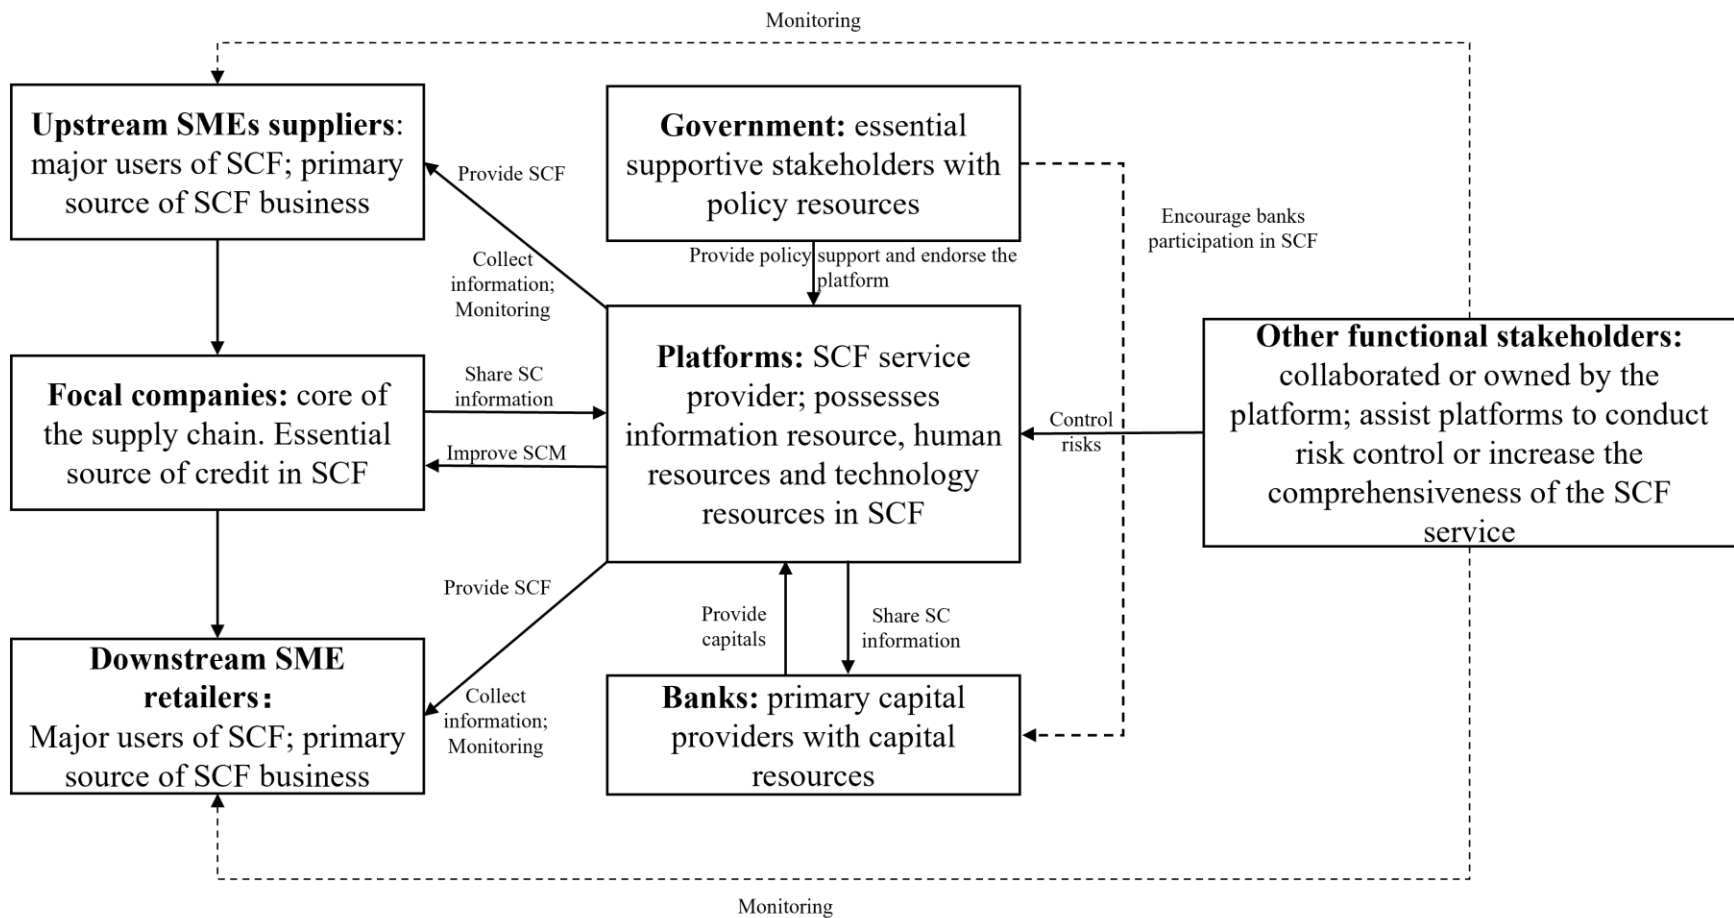 Monitoring
Upstream SMEs suppliers:
major users of SCF; primary
source of SCF business
Government: essential
supportive stakeholders with
policy resources
Provide SCF
Encourage banks
participation in SCF
Collect
information;
Monitoring
Provide policy support and endorse the
platform
Focal companies: core of
the supply chain. Essential
source of credit in SCF
Share SC
information
Improve SCM
Platforms: SCF service
provider; possesses
information resource, human
resources and technology
resources in SCF
Control
risks
Other functional stakeholders:
collaborated or owned by the
platform; assist platforms to conduct
risk control or increase the
comprehensiveness of the SCF
service
Provide SCF
Provide
capitals
Share SC
information
Downstream SME
retailers：
Major users of SCF; primary
source of SCF business
Collect
information;
Monitoring
Banks: primary capital
providers with capital
resources
Monitoring